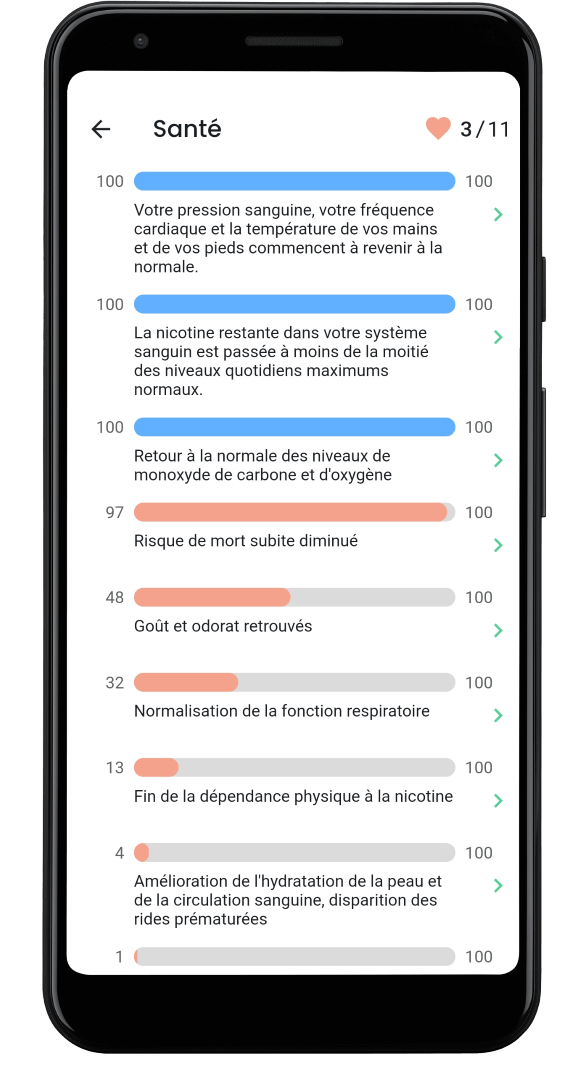 Santé 3/11
100 100
Votre pression sanguine, votre fréquence
cardiaque et la température de vos mains
et de vos pieds commencent à revenir à la
normale.
100 100
La nicotine restante dans votre système
sanguin est passée à moins de la moitié
des niveaux quotidiens maximums
normaux.
100 100
Retour à la normale des niveaux de
monoxyde de carbone et d'oxygène
97 100
Risque de mort subite diminué
48 100
Goût et odorat retrouvés
32 100
Normalisation de la fonction respiratoire
13 100
Fin de la dépendance physique à la nicotine
4 100
Amélioration de l'hydratation de la peau et
de la circulation sanguine, disparition des
rides prématurées
1 100